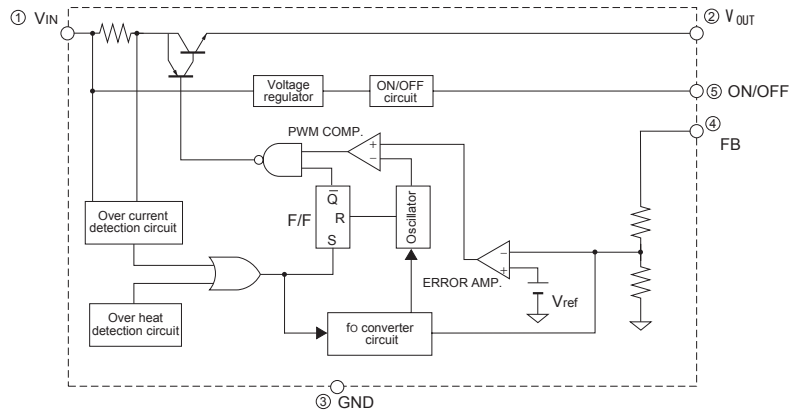 ① VIN
② VOUT
Voltage regulator
ON/OFF circuit
⑤ ON/OFF
④ FB
PWM COMP.
+
−
Q̅
F/F
R
S
Oscillator
Over current detection circuit
−
+
ERROR AMP.
Vref
Over heat detection circuit
fO converter circuit
③ GND